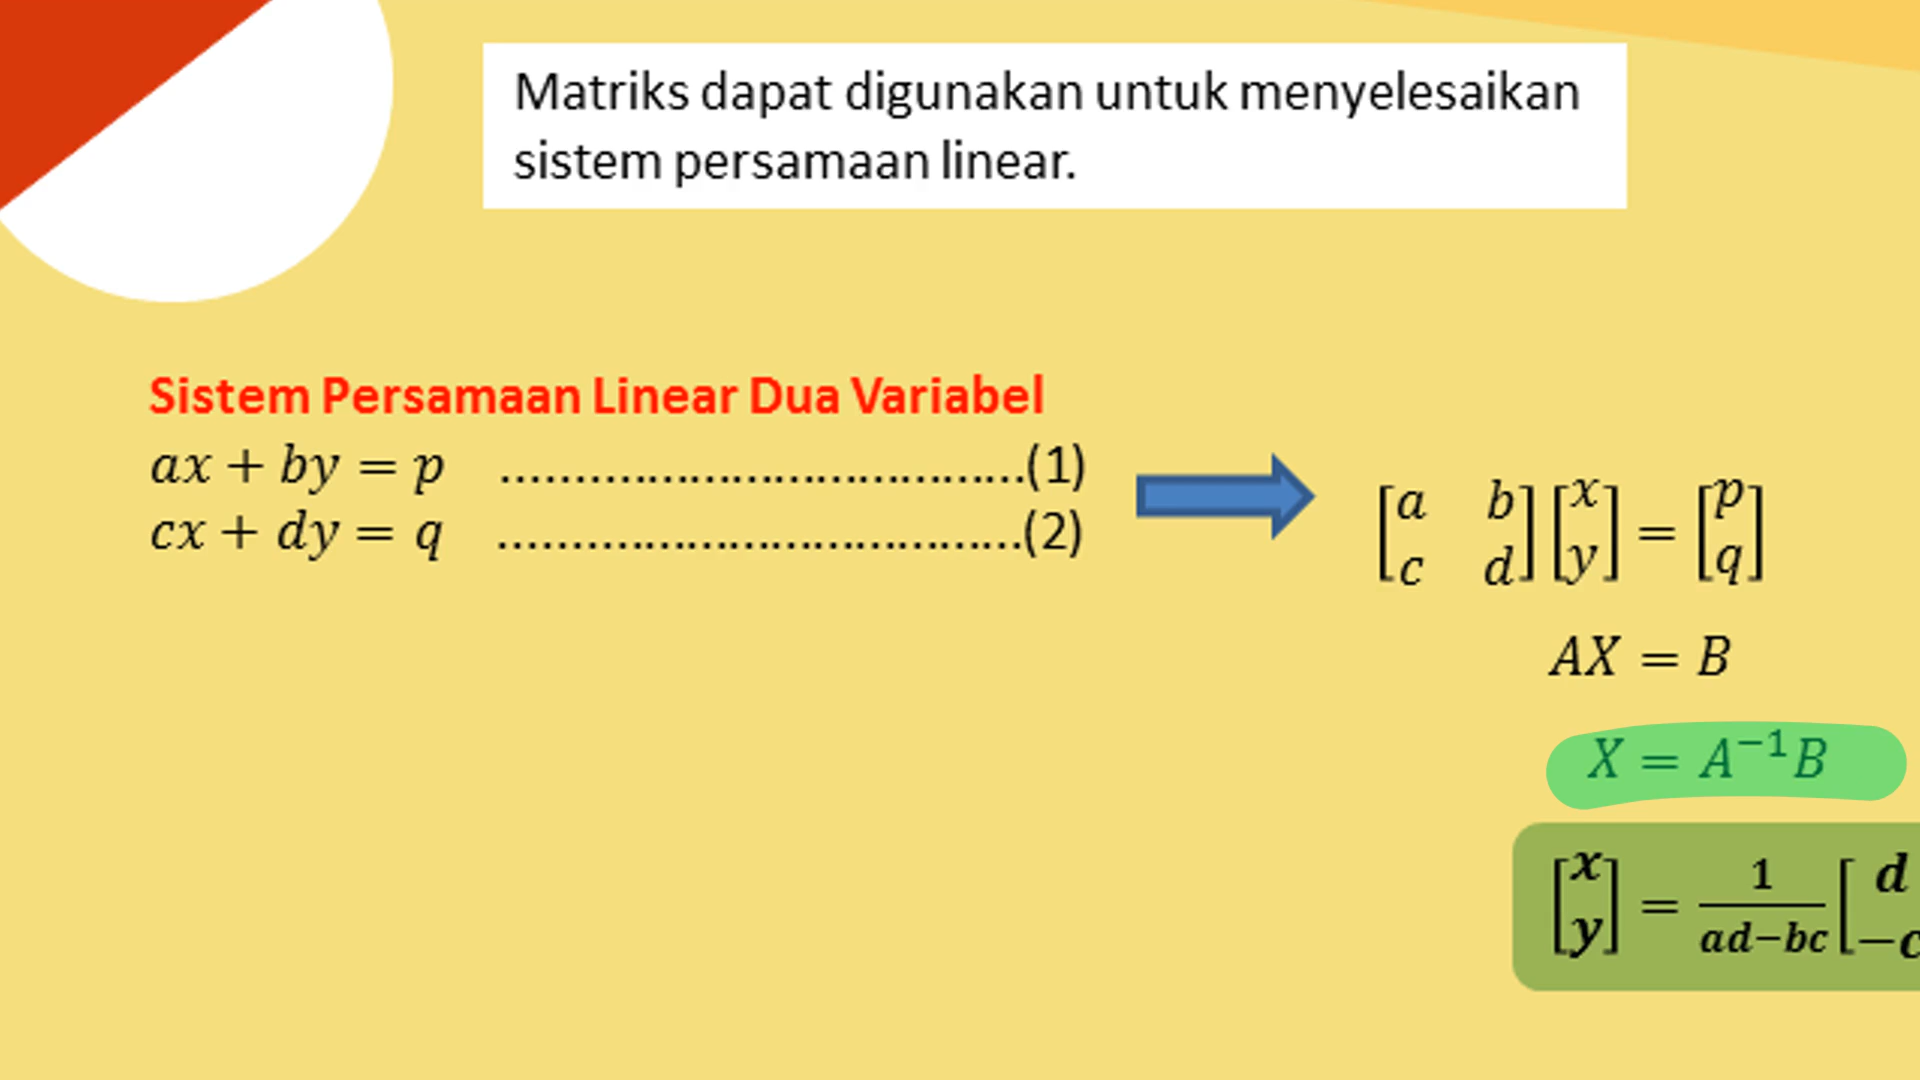 Matriks dapat digunakan untuk menyelesaikan
sistem persamaan linear.
Sistem Persamaan Linear Dua Variabel
ax + by = p ........................................(1)
cx + dy = q ........................................(2)
[a b
c d] [x
y] = [p
q]
AX = B
X = A⁻¹B
[x
y] = 1/(ad−bc) [d
−c